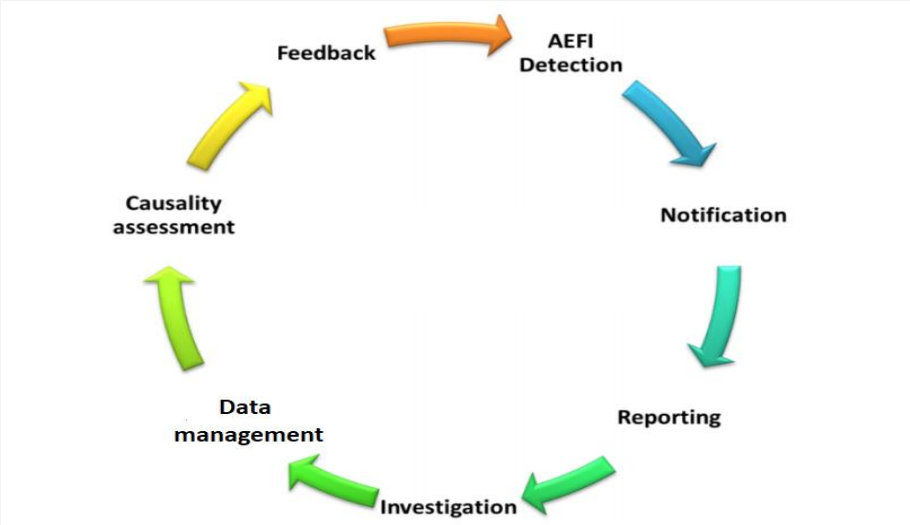 AEFI
Detection
Notification
Reporting
Investigation
Data
management
Causality
assessment
Feedback